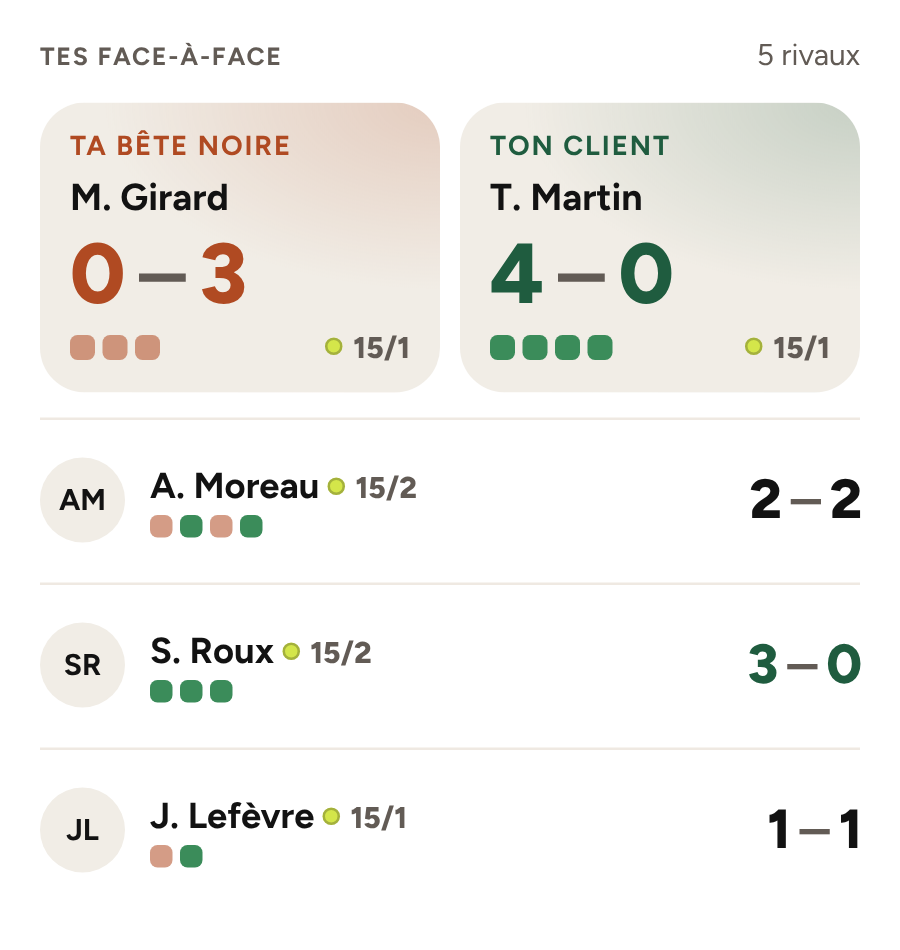 TES FACE-À-FACE 5 rivaux
TA BÊTE NOIRE
M. Girard
0 – 3
15/1
TON CLIENT
T. Martin
4 – 0
15/1
AM
A. Moreau 15/2
2 – 2
SR
S. Roux 15/2
3 – 0
JL
J. Lefèvre 15/1
1 – 1